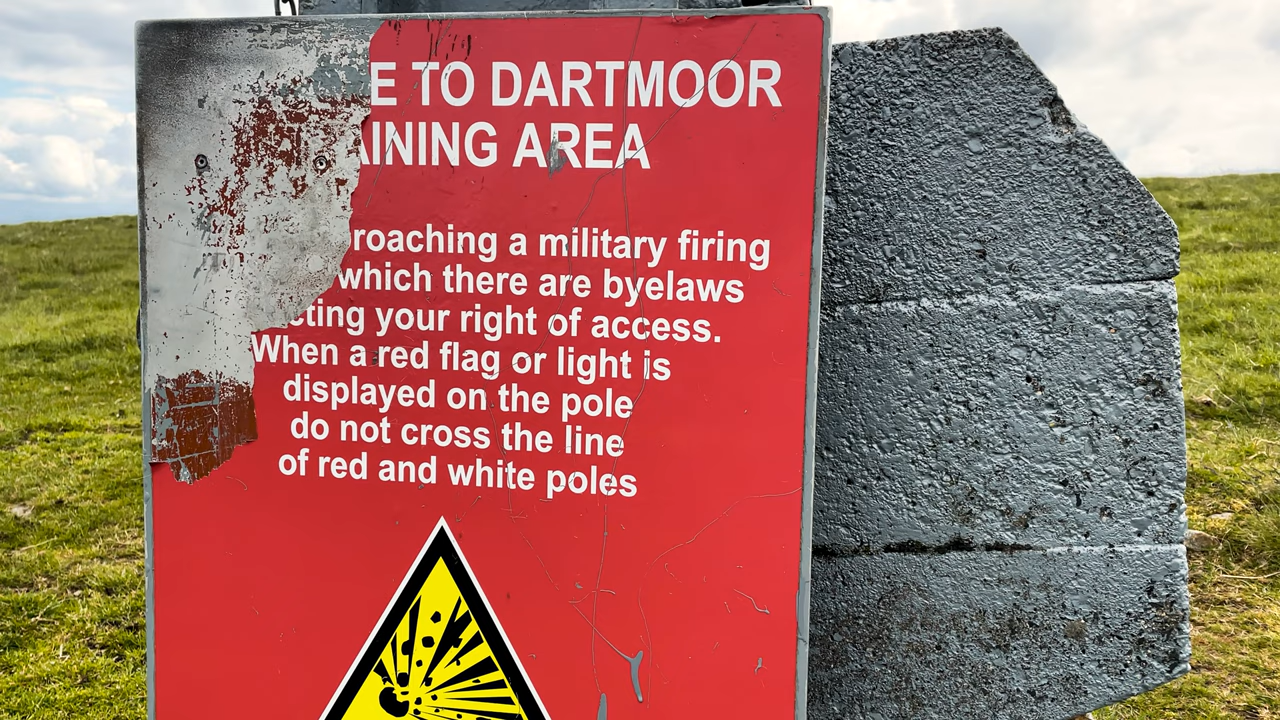 E TO DARTMOOR
AINING AREA
roaching a military firing
which there are byelaws
cting your right of access.
When a red flag or light is
displayed on the pole
do not cross the line
of red and white poles